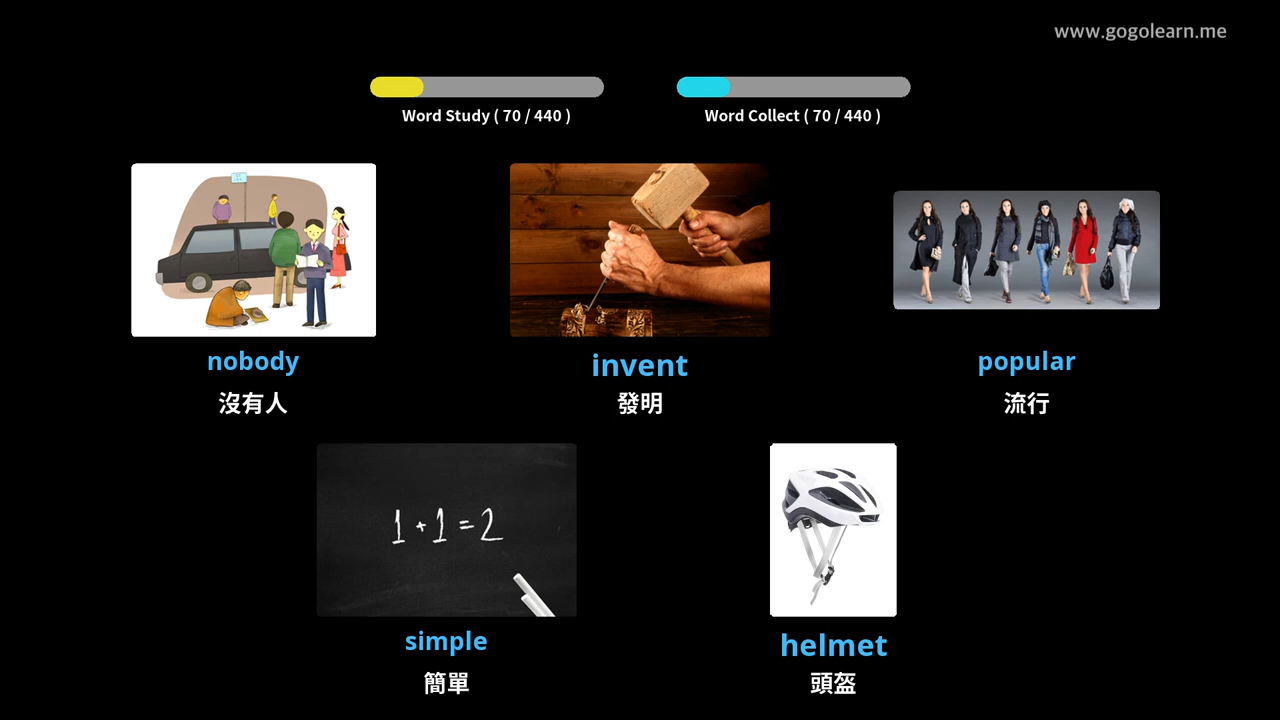 www.gogolearn.me
Word Study ( 70 / 440 )
Word Collect ( 70 / 440 )
nobody
沒有人
invent
發明
popular
流行
1 + 1 = 2
simple
簡單
helmet
頭盔